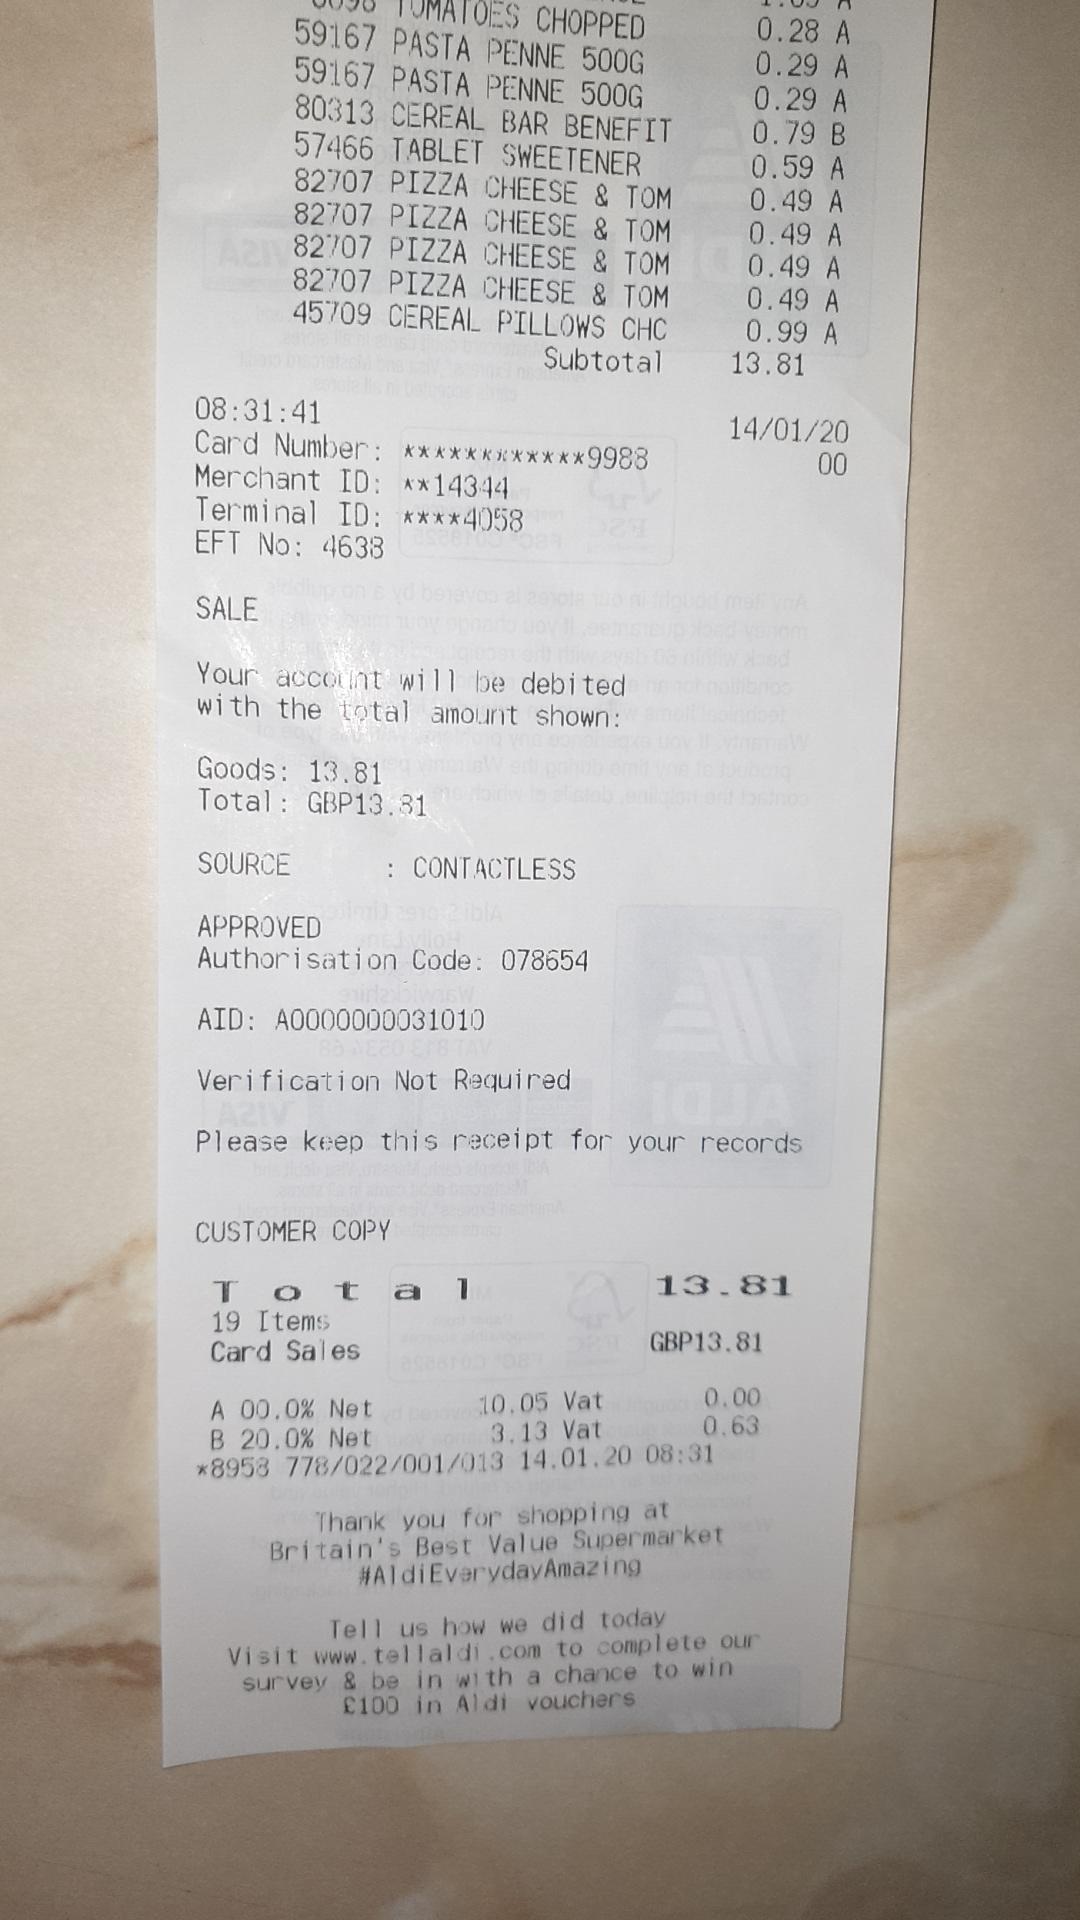 TOMATOES CHOPPED 0.28 A
59167 PASTA PENNE 500G 0.29 A
59167 PASTA PENNE 500G 0.29 A
80313 CEREAL BAR BENEFIT 0.79 B
57466 TABLET SWEETENER 0.59 A
82707 PIZZA CHEESE & TOM 0.49 A
82707 PIZZA CHEESE & TOM 0.49 A
82707 PIZZA CHEESE & TOM 0.49 A
82707 PIZZA CHEESE & TOM 0.49 A
45709 CEREAL PILLOWS CHC 0.99 A
Subtotal 13.81
08:31:41 14/01/20
Card Number: ************9988 00
Merchant ID: **14344
Terminal ID: ****4058
EFT No: 4638
SALE
Your account will be debited
with the total amount shown:
Goods: 13.81
Total: GBP13.81
SOURCE : CONTACTLESS
APPROVED
Authorisation Code: 078654
AID: A0000000031010
Verification Not Required
Please keep this receipt for your records
CUSTOMER COPY
Total 13.81
19 Items
Card Sales GBP13.81
A 00.0% Net 10.05 Vat 0.00
B 20.0% Net 3.13 Vat 0.63
*8958 778/022/001/013 14.01.20 08:31
Thank you for shopping at
Britain's Best Value Supermarket
#AldiEverydayAmazing
Tell us how we did today
Visit www.tellaldi.com to complete our
survey & be in with a chance to win
£100 in Aldi vouchers